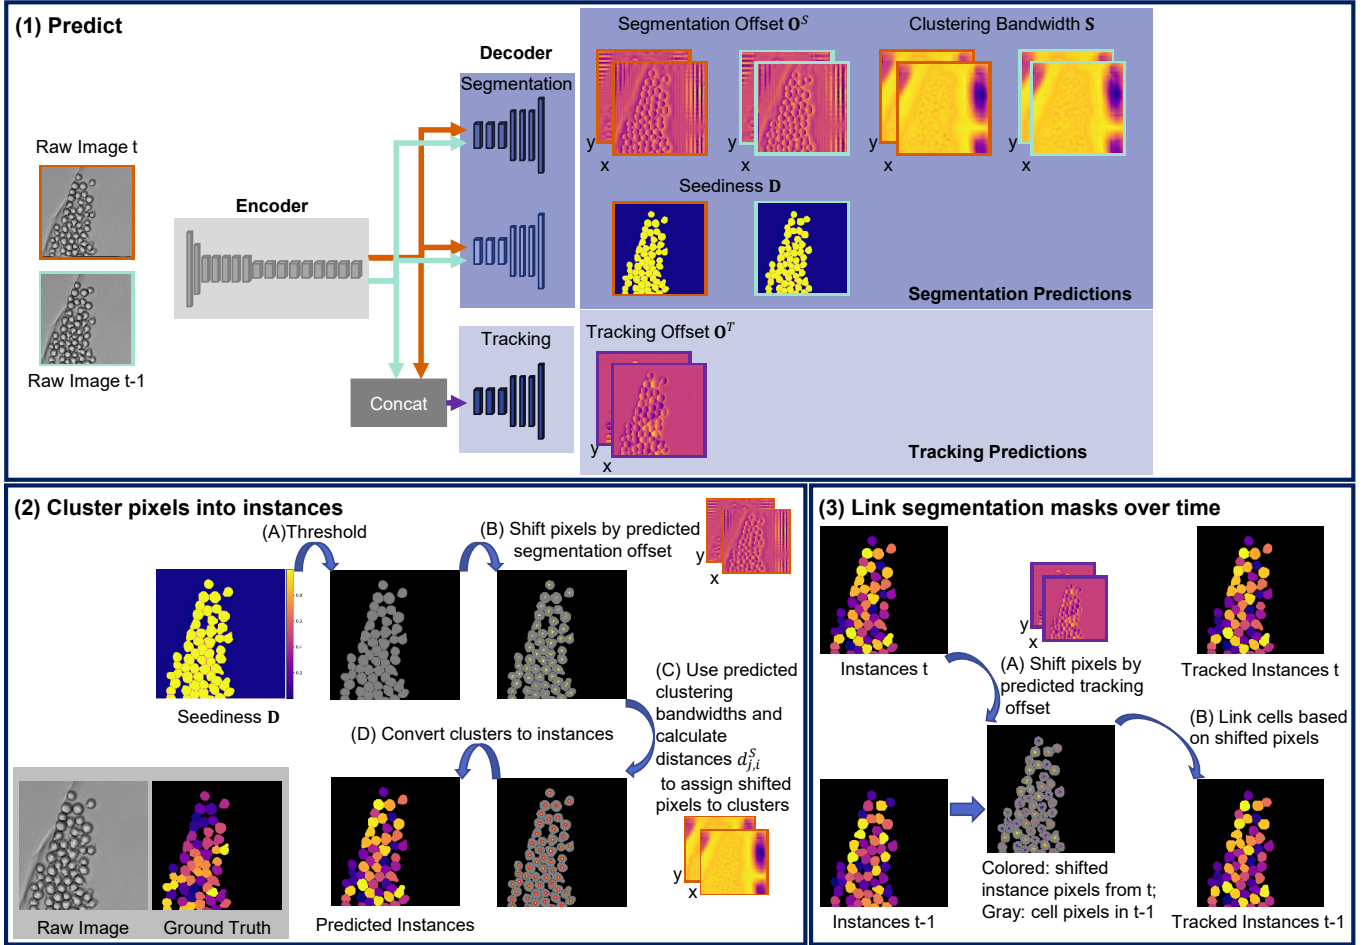 (1) Predict
Raw Image t
Raw Image t-1
Encoder
Decoder
Segmentation
Concat
Tracking
Segmentation Offset O^S
Clustering Bandwidth S
y
x
y
x
y
x
y
x
Seediness D
Segmentation Predictions
Tracking Offset O^T
y
x
Tracking Predictions
(2) Cluster pixels into instances
(A)Threshold
(B) Shift pixels by predicted
segmentation offset
y
x
Seediness D
(C) Use predicted
clustering
bandwidths and
calculate
distances d^S_{j,i}
to assign shifted
pixels to clusters
y
x
(D) Convert clusters to instances
Raw Image
Ground Truth
Predicted Instances
(3) Link segmentation masks over time
Instances t
y
x
(A) Shift pixels by
predicted tracking
offset
Tracked Instances t
(B) Link cells based
on shifted pixels
Instances t-1
Colored: shifted
instance pixels from t;
Gray: cell pixels in t-1
Tracked Instances t-1